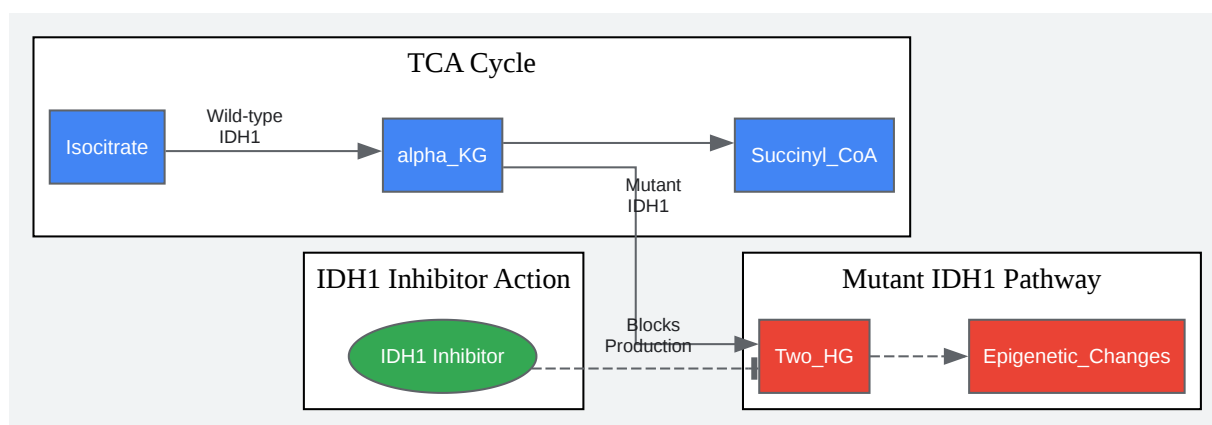 TCA Cycle
Wild-type
IDH1
Isocitrate
alpha_KG
Succinyl_CoA
Mutant
IDH1
IDH1 Inhibitor Action
Mutant IDH1 Pathway
Blocks
Production
IDH1 Inhibitor
Two_HG
Epigenetic_Changes